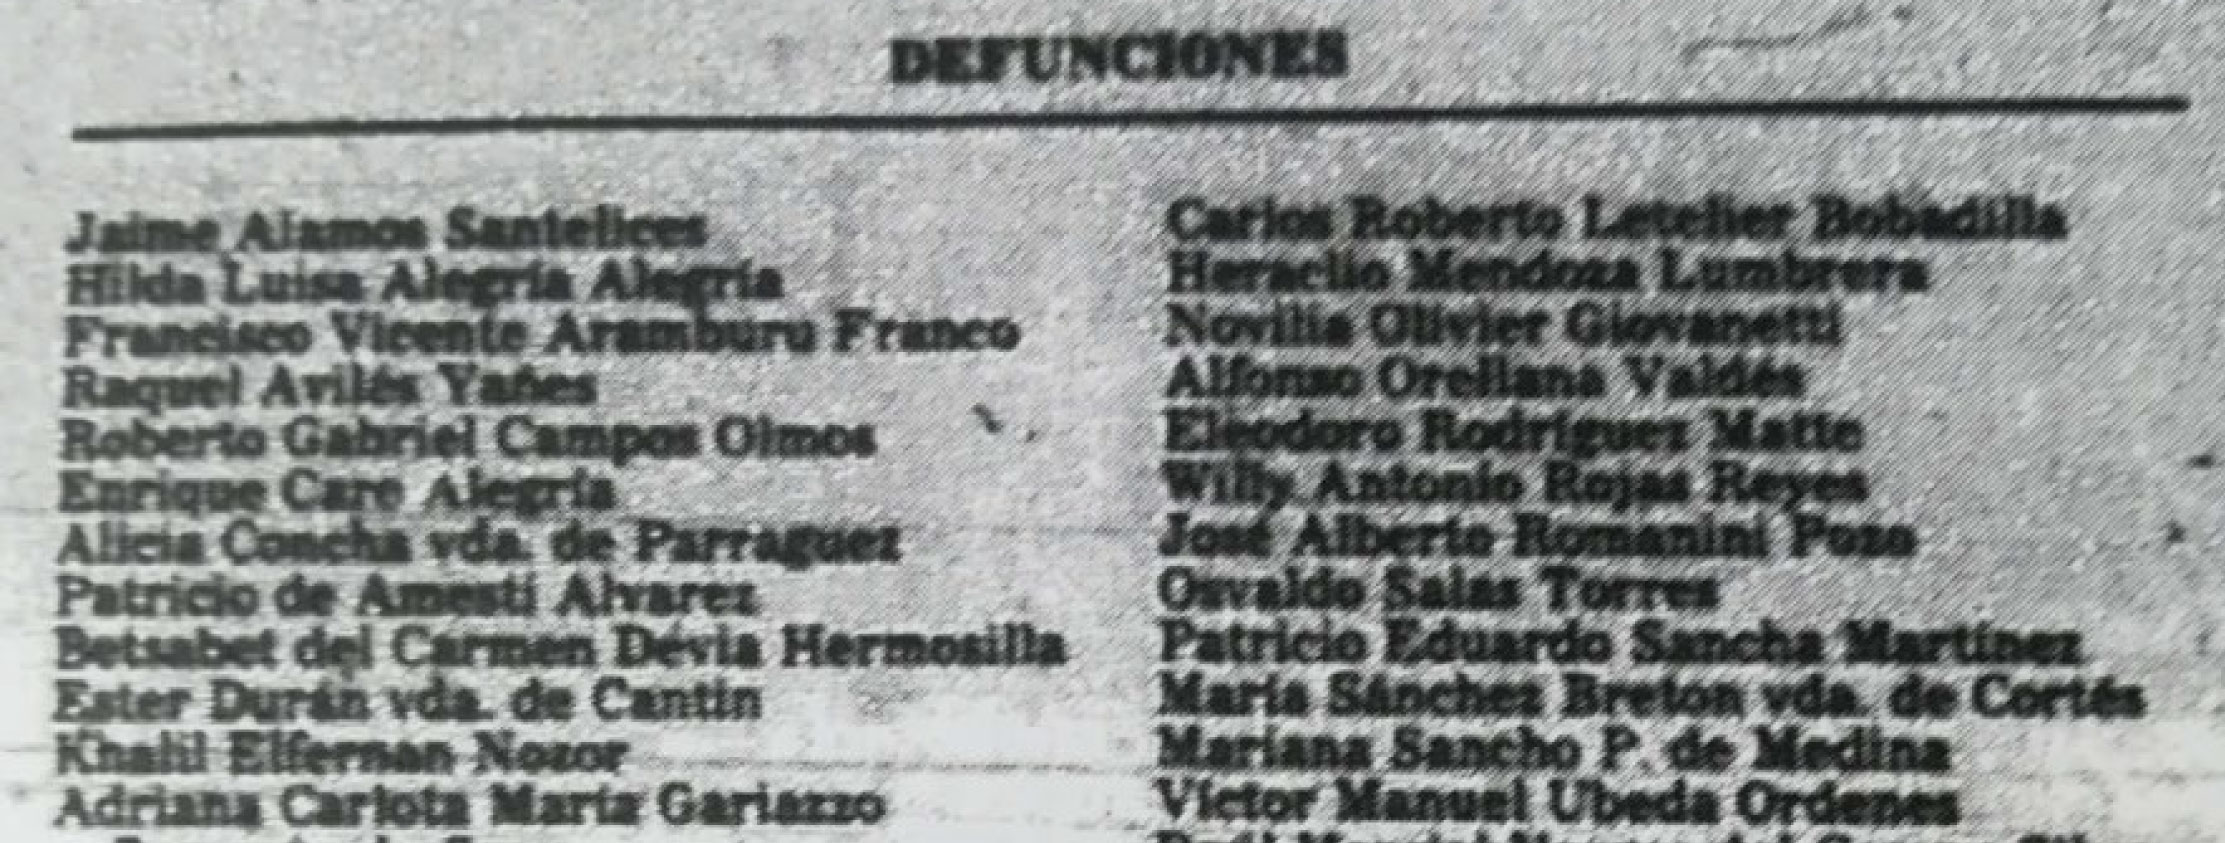 DEFUNCIONES
Jaime Alamos Santelices
Hilda Luisa Alegría Alegría
Francisco Vicente Aramburu Franco
Raquel Avilés Yañes
Roberto Gabriel Campos Olmos
Enrique Care Alegría
Alicia Concha vda. de Parraguez
Patricio de Amesti Alvarez
Betsabet del Carmen Devia Hermosilla
Ester Durán vda. de Cantin
Khalil Elfernan Nozor
Adriana Carlota María Gariazzo
Carlos Roberto Letelier Bobadilla
Heraclio Mendoza Lumbrera
Novilia Olivier Giovanetti
Alfonso Orellana Valdés
Eleodoro Rodríguez Matte
Willy Antonio Rojas Reyes
José Alberto Romanini Pozo
Osvaldo Salas Torres
Patricio Eduardo Sancha Martínez
María Sánchez Breton vda. de Cortés
Mariana Sancho P. de Medina
Víctor Manuel Ubeda Ordenes